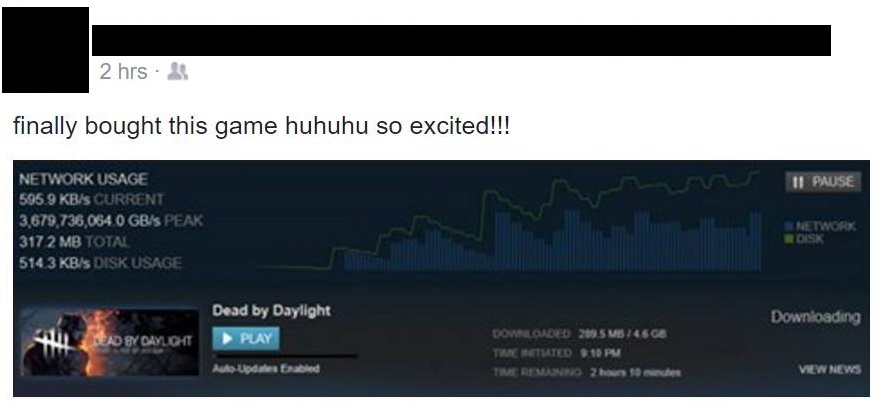 2 hrs ·
finally bought this game huhuhu so excited!!!
NETWORK USAGE
595.9 KB/s CURRENT
3,679,736,064.0 GB/s PEAK
317.2 MB TOTAL
514.3 KB/s DISK USAGE
PAUSE
NETWORK
DISK
DEAD BY DAYLIGHT
Dead by Daylight
PLAY
Auto-Updates Enabled
DOWNLOADED 289.5 MB / 4.6 GB
TIME INITIATED 9:10 PM
TIME REMAINING 2 hours 10 minutes
Downloading
VIEW NEWS